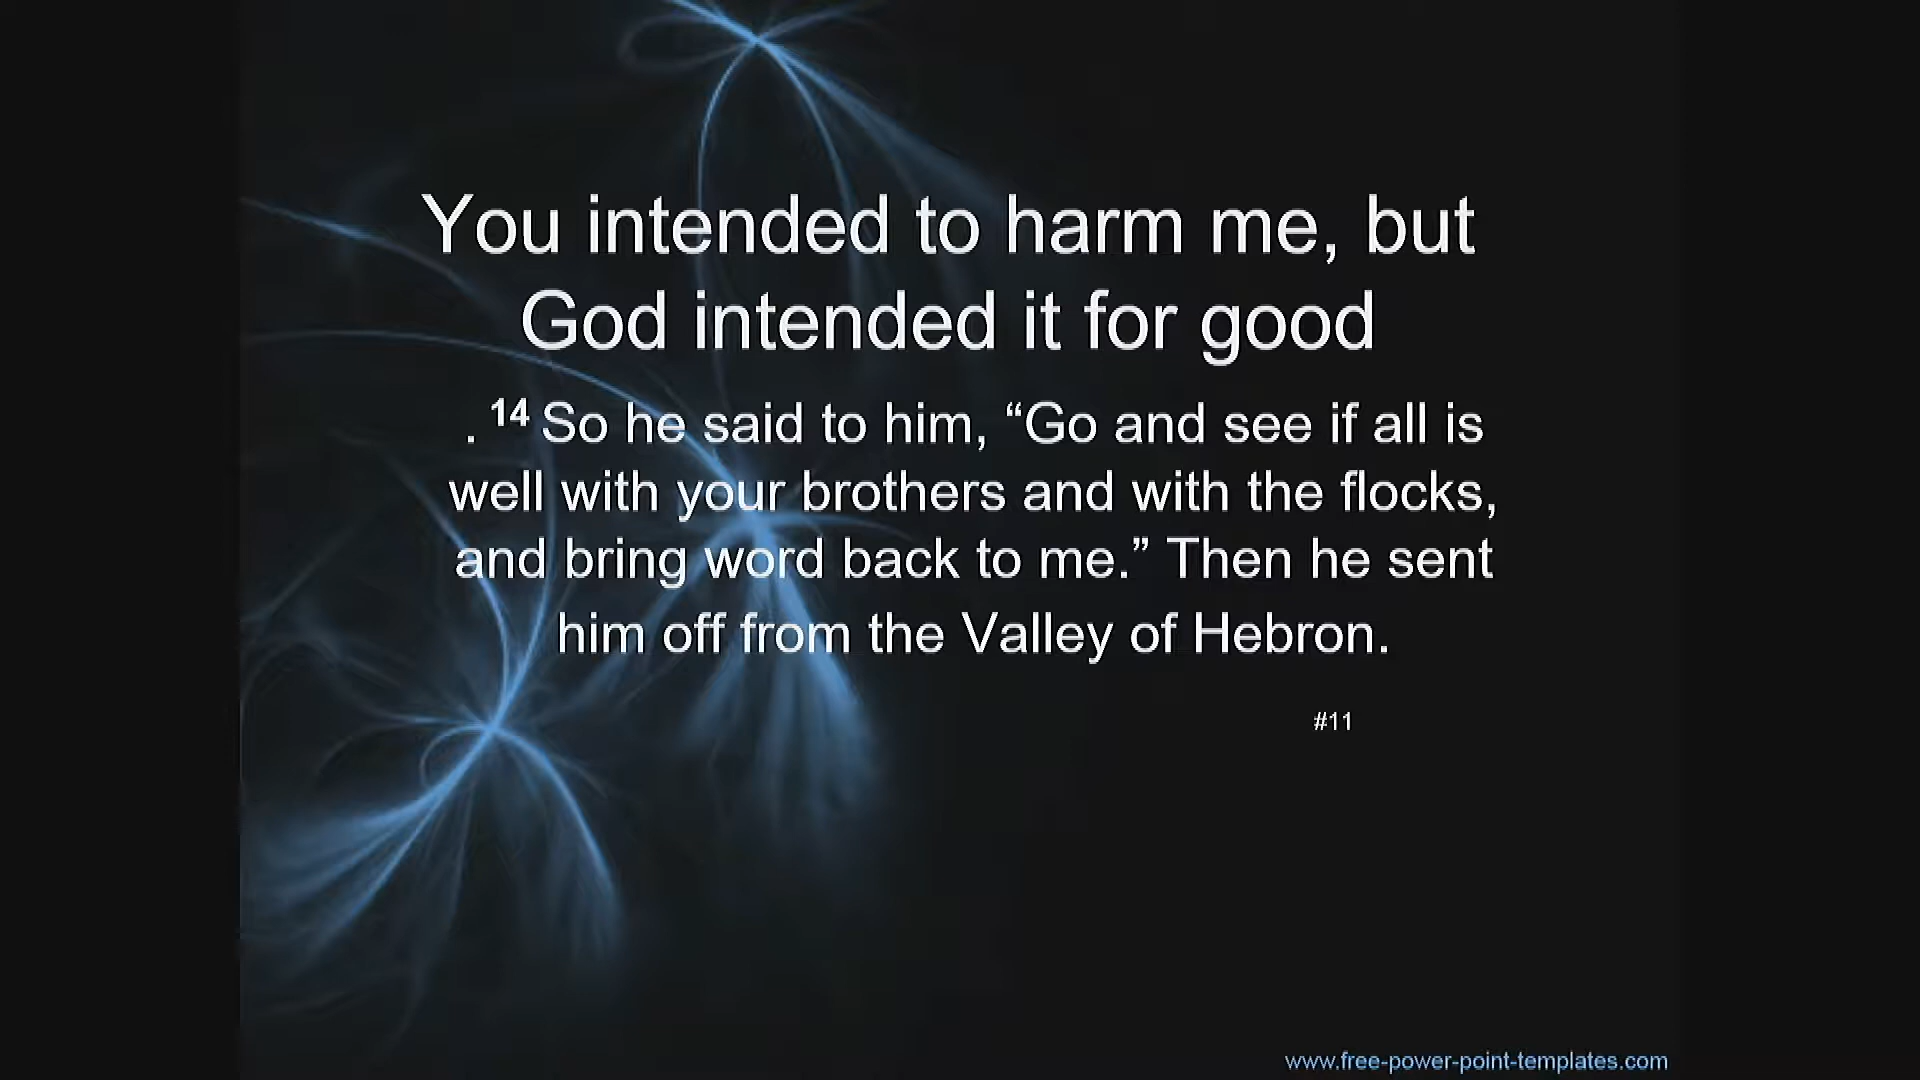 You intended to harm me, but
God intended it for good
. 14 So he said to him, “Go and see if all is
well with your brothers and with the flocks,
and bring word back to me.” Then he sent
him off from the Valley of Hebron.
#11
www.free-power-point-templates.com